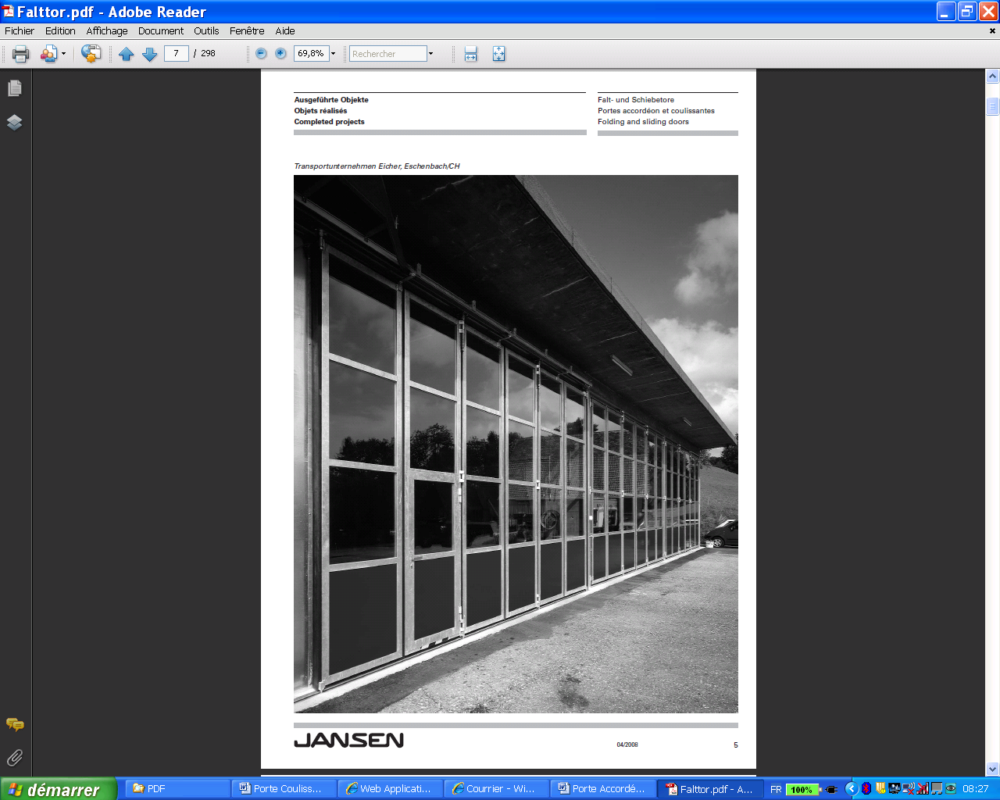 Falttor.pdf - Adobe Reader
Fichier Edition Affichage Document Outils Fenêtre Aide
7 / 298 69,8% Rechercher
Ausgeführte Objekte
Objets réalisés
Completed projects
Falt- und Schiebetore
Portes accordéon et coulissantes
Folding and sliding doors
Transportunternehmen Eicher, Eschenbach/CH
JANSEN
04/2008 5
démarrer PDF Porte Couliss... Web Applicati... Courrier - Wi... Porte Accordé... Falttor.pdf - A... FR 100% 08:27